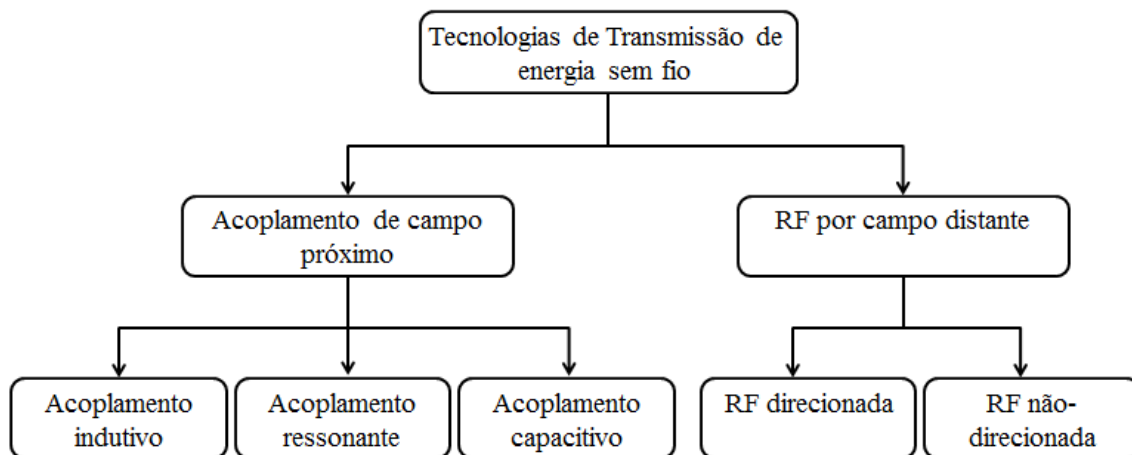 Tecnologias de Transmissão de
energia sem fio
Acoplamento de campo
próximo
RF por campo distante
Acoplamento
indutivo
Acoplamento
ressonante
Acoplamento
capacitivo
RF direcionada
RF não-
direcionada